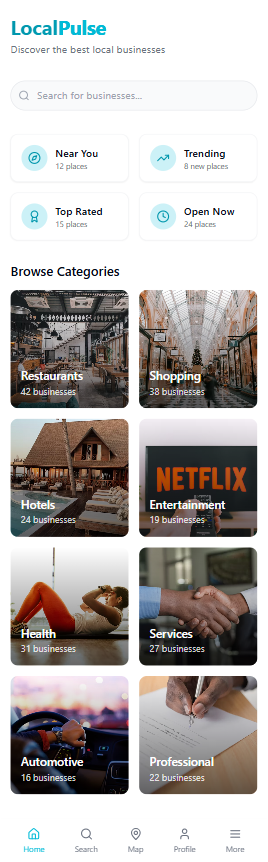 LocalPulse
Discover the best local businesses
Search for businesses...
Near You
12 places
Trending
8 new places
Top Rated
15 places
Open Now
24 places
Browse Categories
Restaurants
42 businesses
Shopping
38 businesses
Hotels
24 businesses
NETFLIX
Entertainment
19 businesses
Health
31 businesses
Services
27 businesses
Automotive
16 businesses
Professional
22 businesses
Home
Search
Map
Profile
More